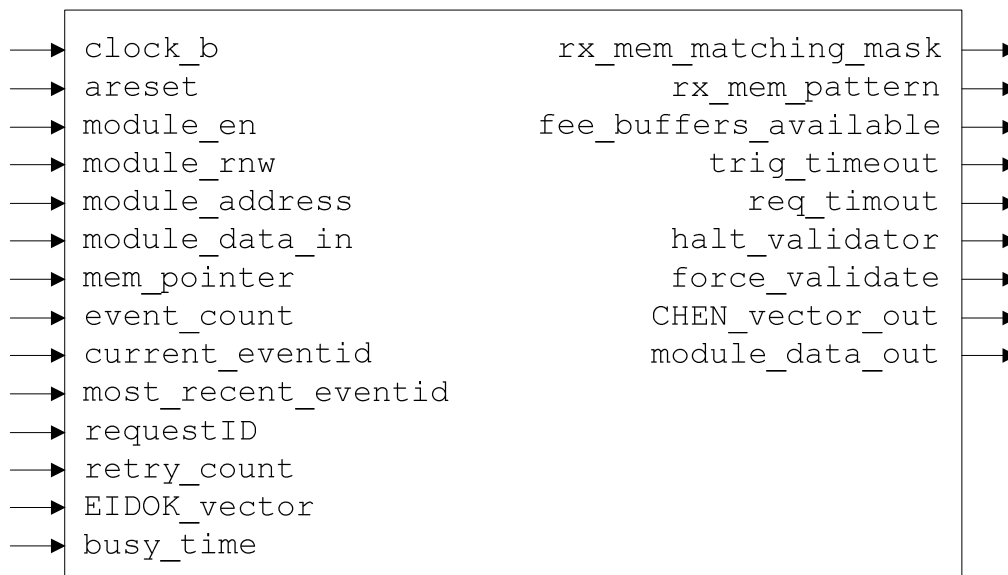 clock_b
areset
module_en
module_rnw
module_address
module_data_in
mem_pointer
event_count
current_eventid
most_recent_eventid
requestID
retry_count
EIDOK_vector
busy_time
rx_mem_matching_mask
rx_mem_pattern
fee_buffers_available
trig_timeout
req_timout
halt_validator
force_validate
CHEN_vector_out
module_data_out